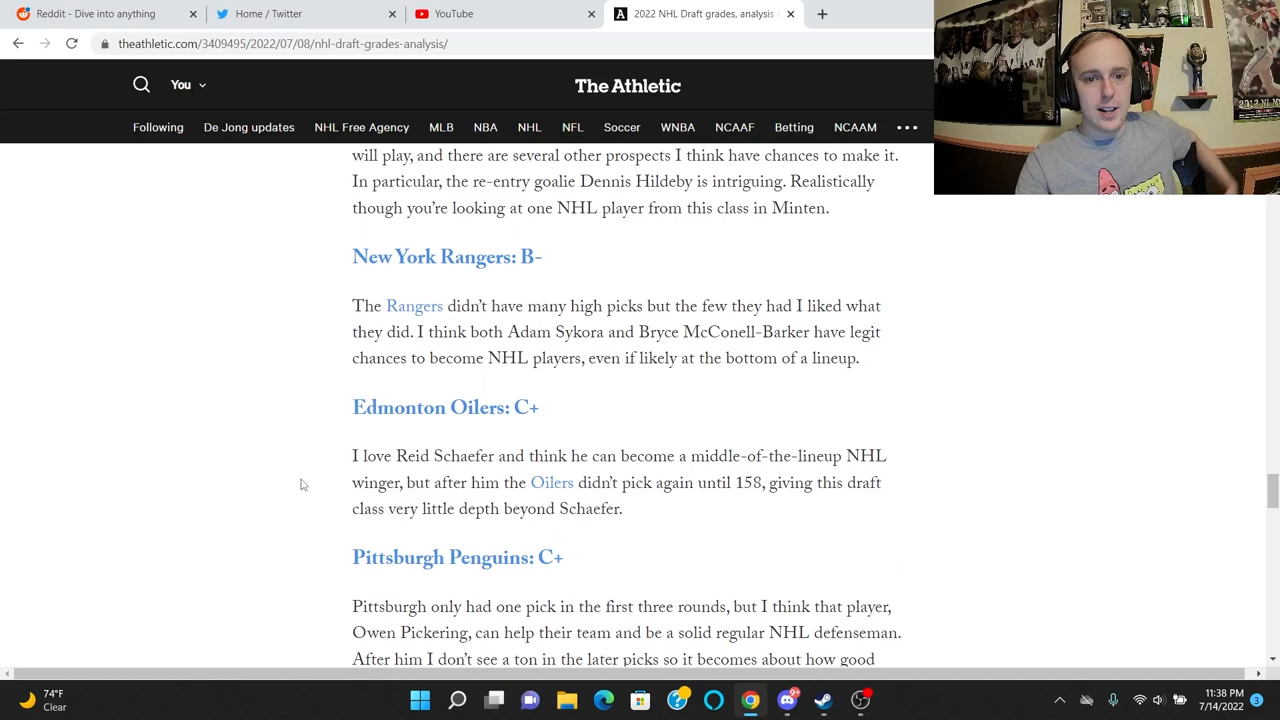 Reddit - Dive into anything
Home / Twitter
YouTube
2022 NHL Draft grades, analysis
theathletic.com/3409495/2022/07/08/nhl-draft-grades-analysis/
You
The Athletic
Following De Jong updates NHL Free Agency MLB NBA NHL NFL Soccer WNBA NCAAF Betting NCAAM
will play, and there are several other prospects I think have chances to make it.
In particular, the re-entry goalie Dennis Hildeby is intriguing. Realistically
though you're looking at one NHL player from this class in Minten.
New York Rangers: B-
The Rangers didn't have many high picks but the few they had I liked what
they did. I think both Adam Sykora and Bryce McConell-Barker have legit
chances to become NHL players, even if likely at the bottom of a lineup.
Edmonton Oilers: C+
I love Reid Schaefer and think he can become a middle-of-the-lineup NHL
winger, but after him the Oilers didn't pick again until 158, giving this draft
class very little depth beyond Schaefer.
Pittsburgh Penguins: C+
Pittsburgh only had one pick in the first three rounds, but I think that player,
Owen Pickering, can help their team and be a solid regular NHL defenseman.
After him I don't see a ton in the later picks so it becomes about how good
74°F
Clear
11:38 PM
7/14/2022
3